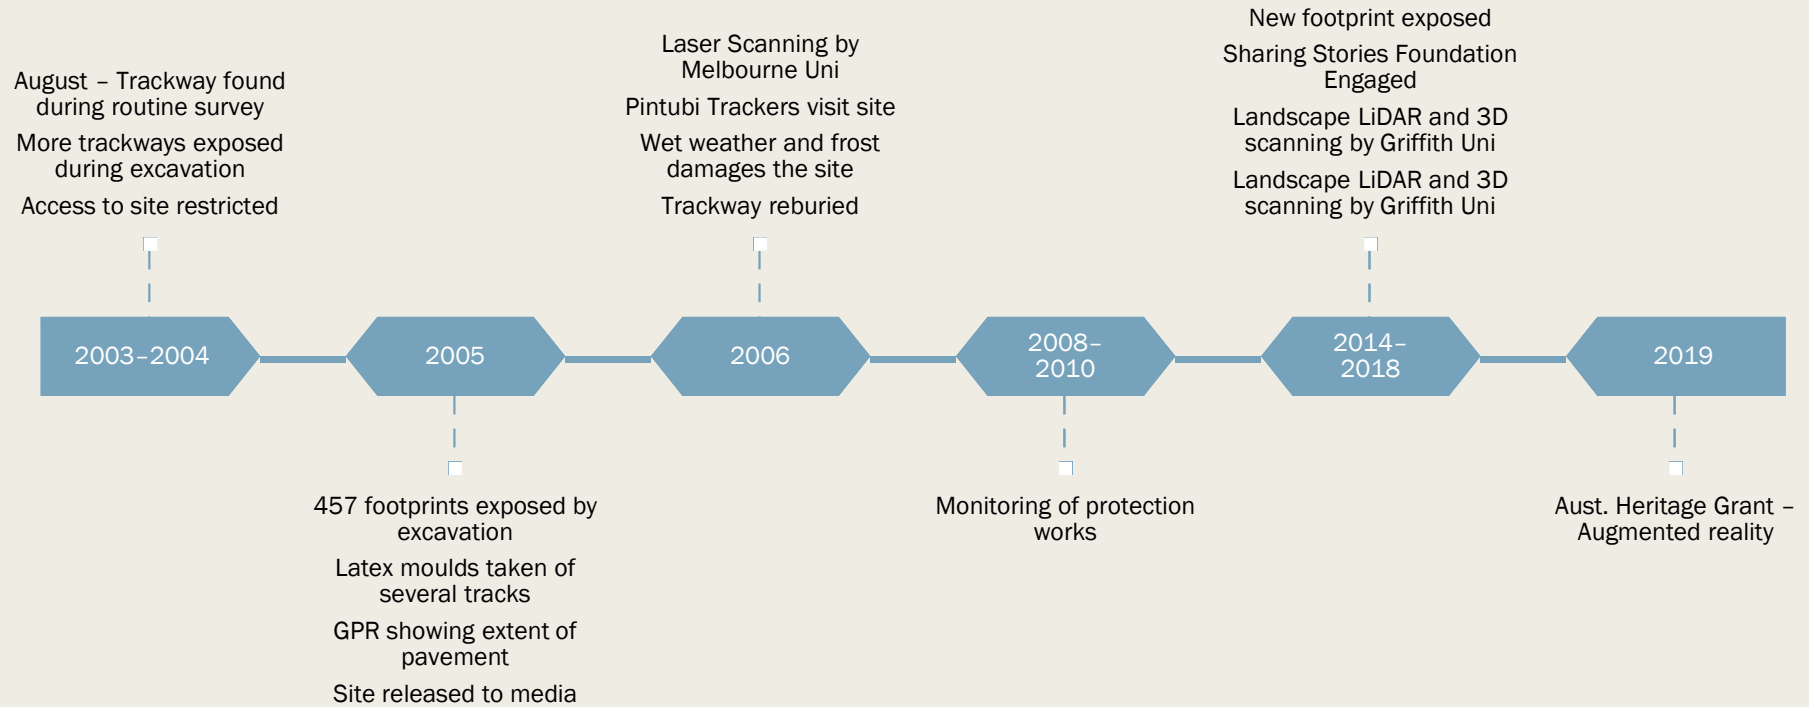 August – Trackway found
during routine survey
More trackways exposed
during excavation
Access to site restricted
2003–2004
2005
457 footprints exposed by
excavation
Latex moulds taken of
several tracks
GPR showing extent of
pavement
Site released to media
Laser Scanning by
Melbourne Uni
Pintubi Trackers visit site
Wet weather and frost
damages the site
Trackway reburied
2006
2008–
2010
Monitoring of protection
works
New footprint exposed
Sharing Stories Foundation
Engaged
Landscape LiDAR and 3D
scanning by Griffith Uni
Landscape LiDAR and 3D
scanning by Griffith Uni
2014–
2018
2019
Aust. Heritage Grant –
Augmented reality